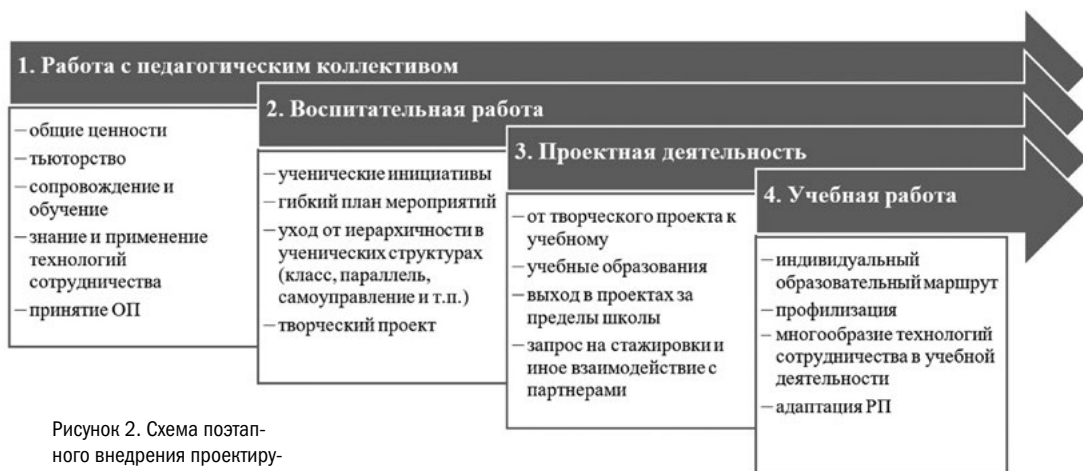 1. Работа с педагогическим коллективом
– общие ценности
– тьюторство
– сопровождение и
обучение
– знание и применение
технологий
сотрудничества
– принятие ОП
2. Воспитательная работа
– ученические инициативы
– гибкий план мероприятий
– уход от иерархичности в
ученических структурах
(класс, параллель,
самоуправление и т.п.)
– творческий проект
3. Проектная деятельность
– от творческого проекта к
учебному
– учебные образования
– выход в проектах за
пределы школы
– запрос на стажировки и
иное взаимодействие с
партнерами
4. Учебная работа
– индивидуальный
образовательный маршрут
– профилизация
– многообразие технологий
сотрудничества в учебной
деятельности
– адаптация РП
Рисунок 2. Схема поэтап-
ного внедрения проектиру-